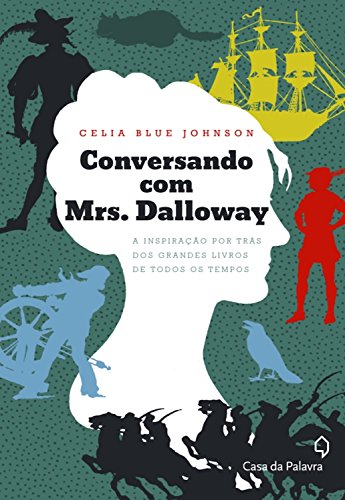 CELIA BLUE JOHNSON
Conversando
com
Mrs. Dalloway
A INSPIRAÇÃO POR TRÁS
DOS GRANDES LIVROS
DE TODOS OS TEMPOS
Casa da Palavra